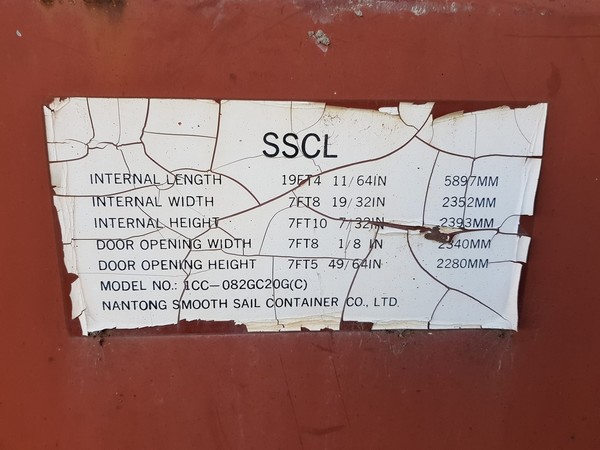 SSCL
INTERNAL LENGTH 19FT4 11/64IN 5897MM
INTERNAL WIDTH 7FT8 19/32IN 2352MM
INTERNAL HEIGHT 7FT10 7/32IN 2393MM
DOOR OPENING WIDTH 7FT8 1/8 IN 2340MM
DOOR OPENING HEIGHT 7FT5 49/64IN 2280MM
MODEL NO.: 1CC-082GC20G(C)
NANTONG SMOOTH SAIL CONTAINER CO., LTD.